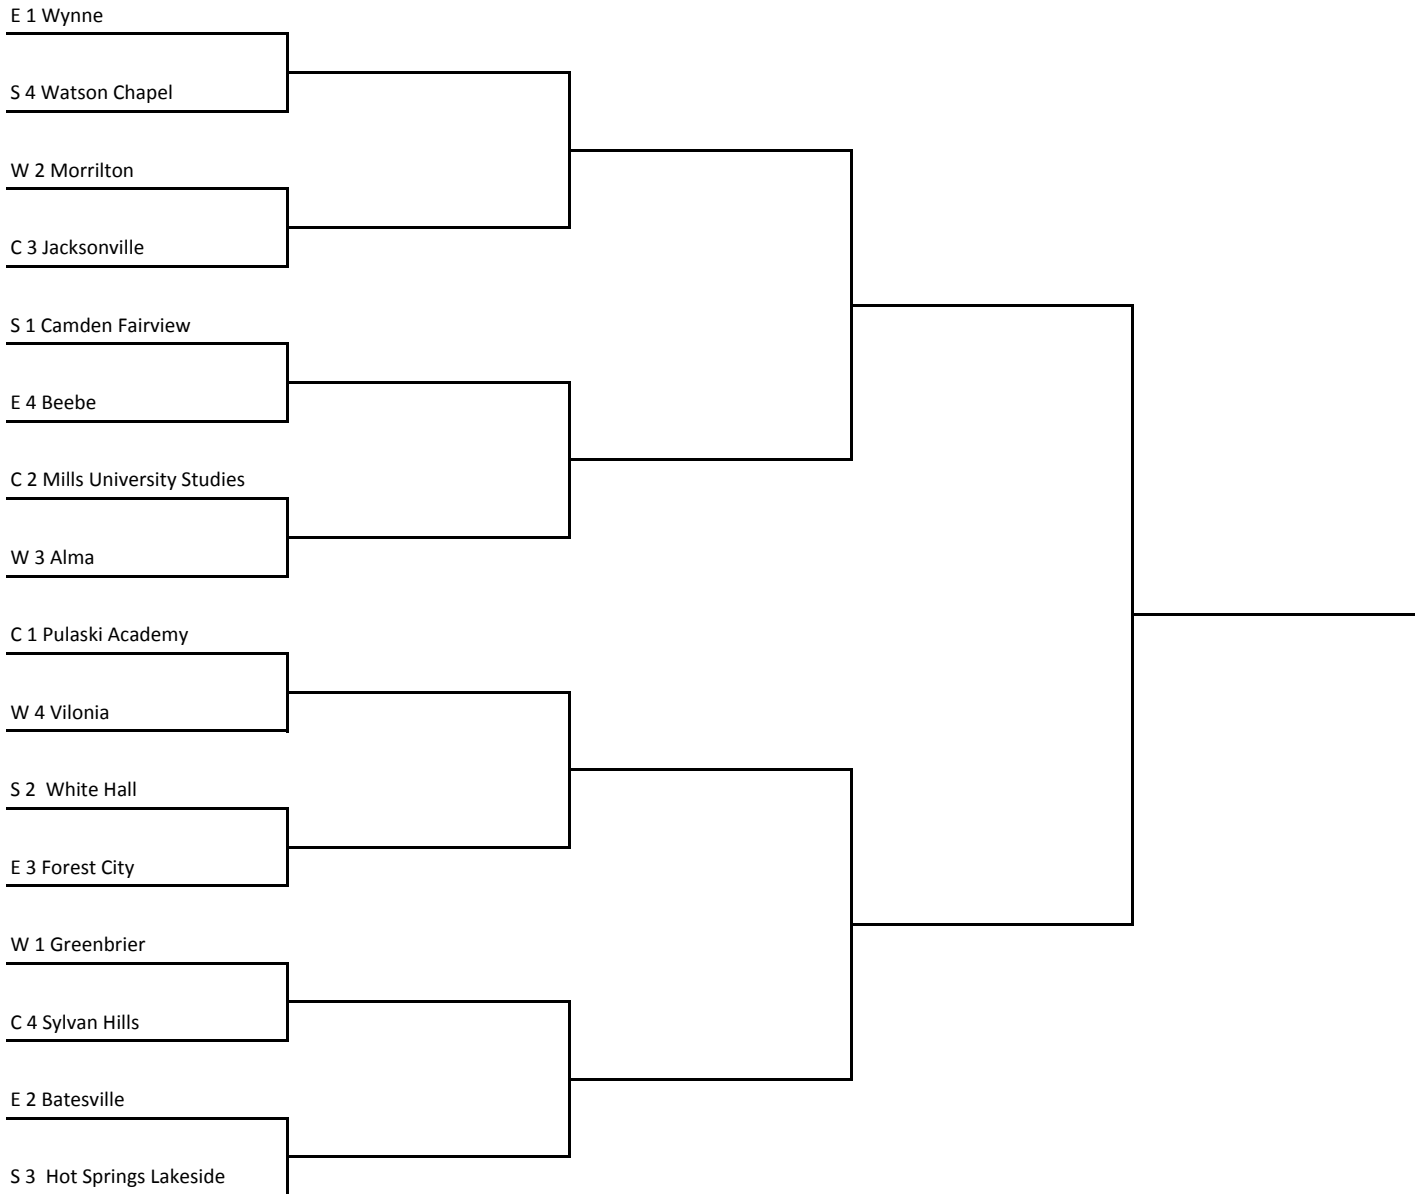 E 1 Wynne
S 4 Watson Chapel
W 2 Morrilton
C 3 Jacksonville
S 1 Camden Fairview
E 4 Beebe
C 2 Mills University Studies
W 3 Alma
C 1 Pulaski Academy
W 4 Vilonia
S 2  White Hall
E 3 Forest City
W 1 Greenbrier
C 4 Sylvan Hills
E 2 Batesville
S 3  Hot Springs Lakeside